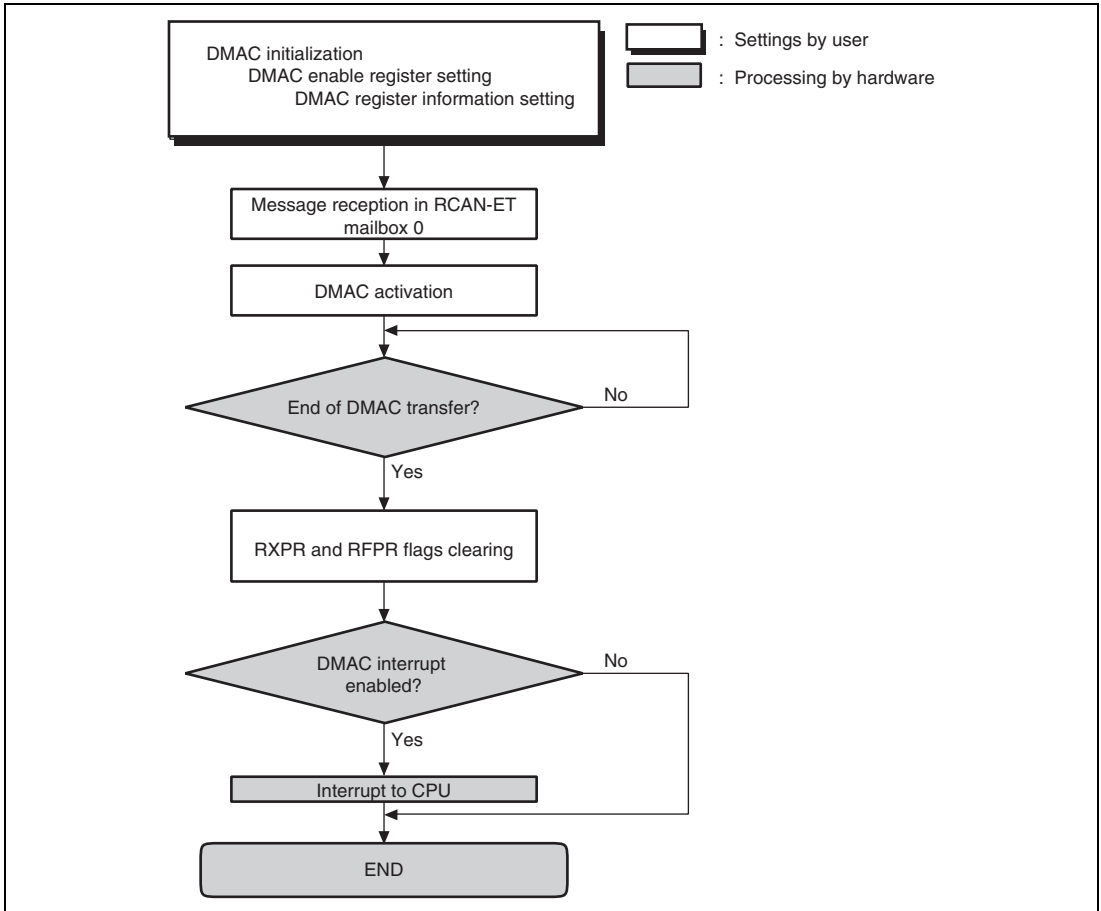 DMAC initialization
DMAC enable register setting
DMAC register information setting
: Settings by user
: Processing by hardware
Message reception in RCAN-ET
mailbox 0
DMAC activation
End of DMAC transfer?
No
Yes
RXPR and RFPR flags clearing
DMAC interrupt
enabled?
No
Yes
Interrupt to CPU
END